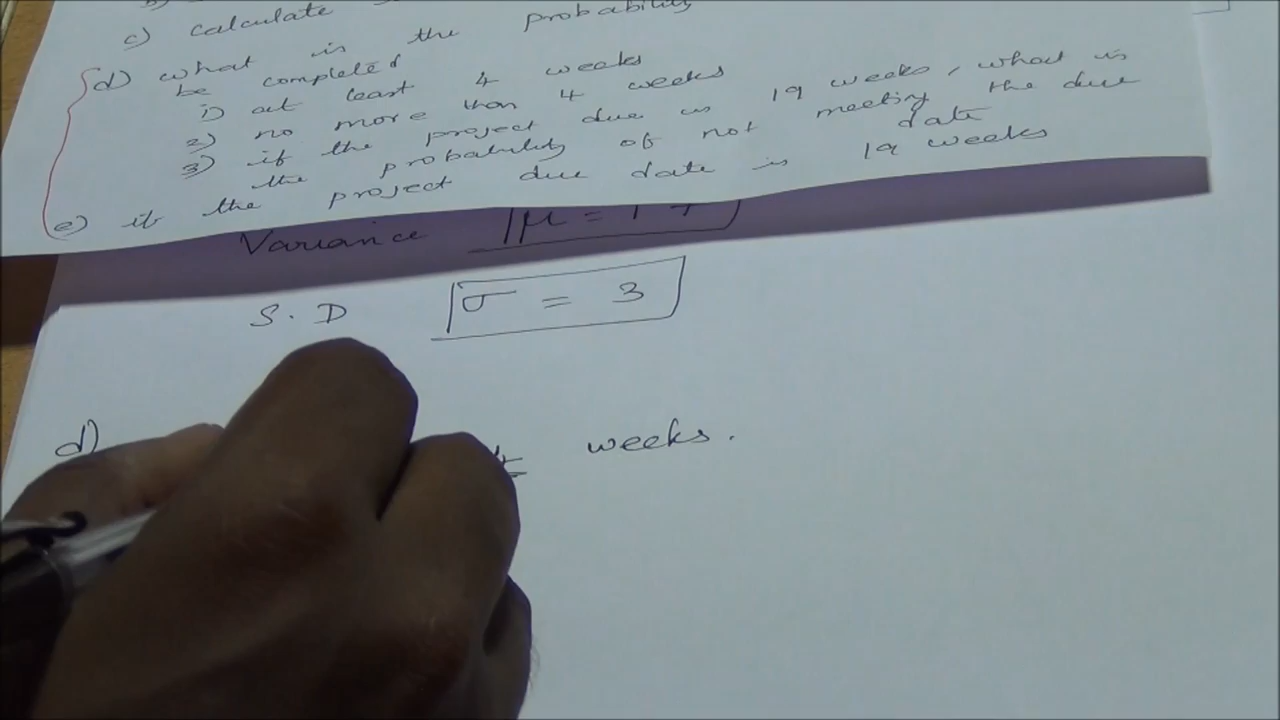 c) calculate
d) what is the probability
be completed
1) at least 4 weeks
2) no more than 4 weeks
3) if the project due is 19 weeks, what is
the probability of not meeting the due
date
e) if the project due date is 19 weeks
Variance μ = 17
S.D σ = 3
d) 4 weeks.